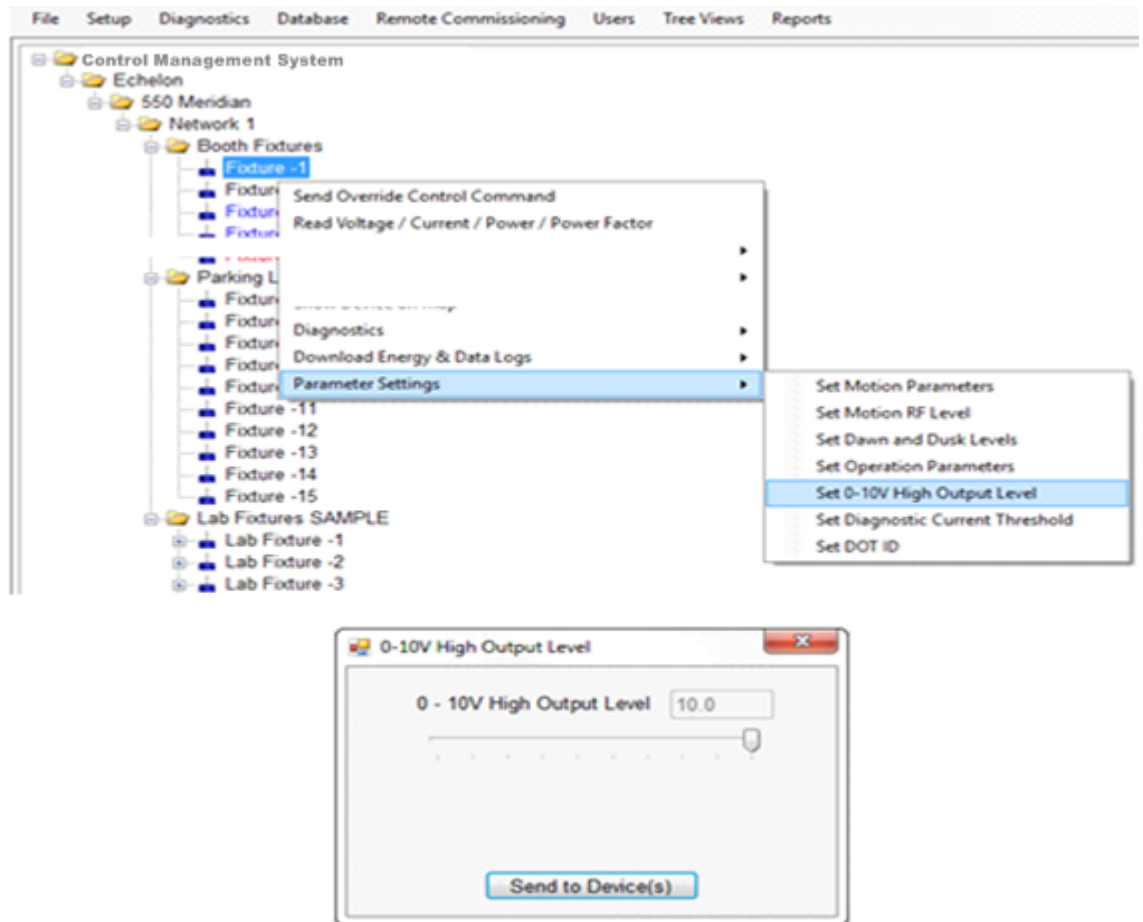 File Setup Diagnostics Database Remote Commissioning Users Tree Views Reports
Control Management System
Echelon
550 Meridian
Network 1
Booth Fixtures
Fixture -1
Send Override Control Command
Read Voltage / Current / Power / Power Factor
Parking L
Diagnostics
Download Energy & Data Logs
Parameter Settings
Set Motion Parameters
Set Motion RF Level
Set Dawn and Dusk Levels
Set Operation Parameters
Set 0-10V High Output Level
Set Diagnostic Current Threshold
Set DOT ID
Fixture -11
Fixture -12
Fixture -13
Fixture -14
Fixture -15
Lab Fixtures SAMPLE
Lab Fixture -1
Lab Fixture -2
Lab Fixture -3
0-10V High Output Level
0 - 10V High Output Level 10.0
Send to Device(s)